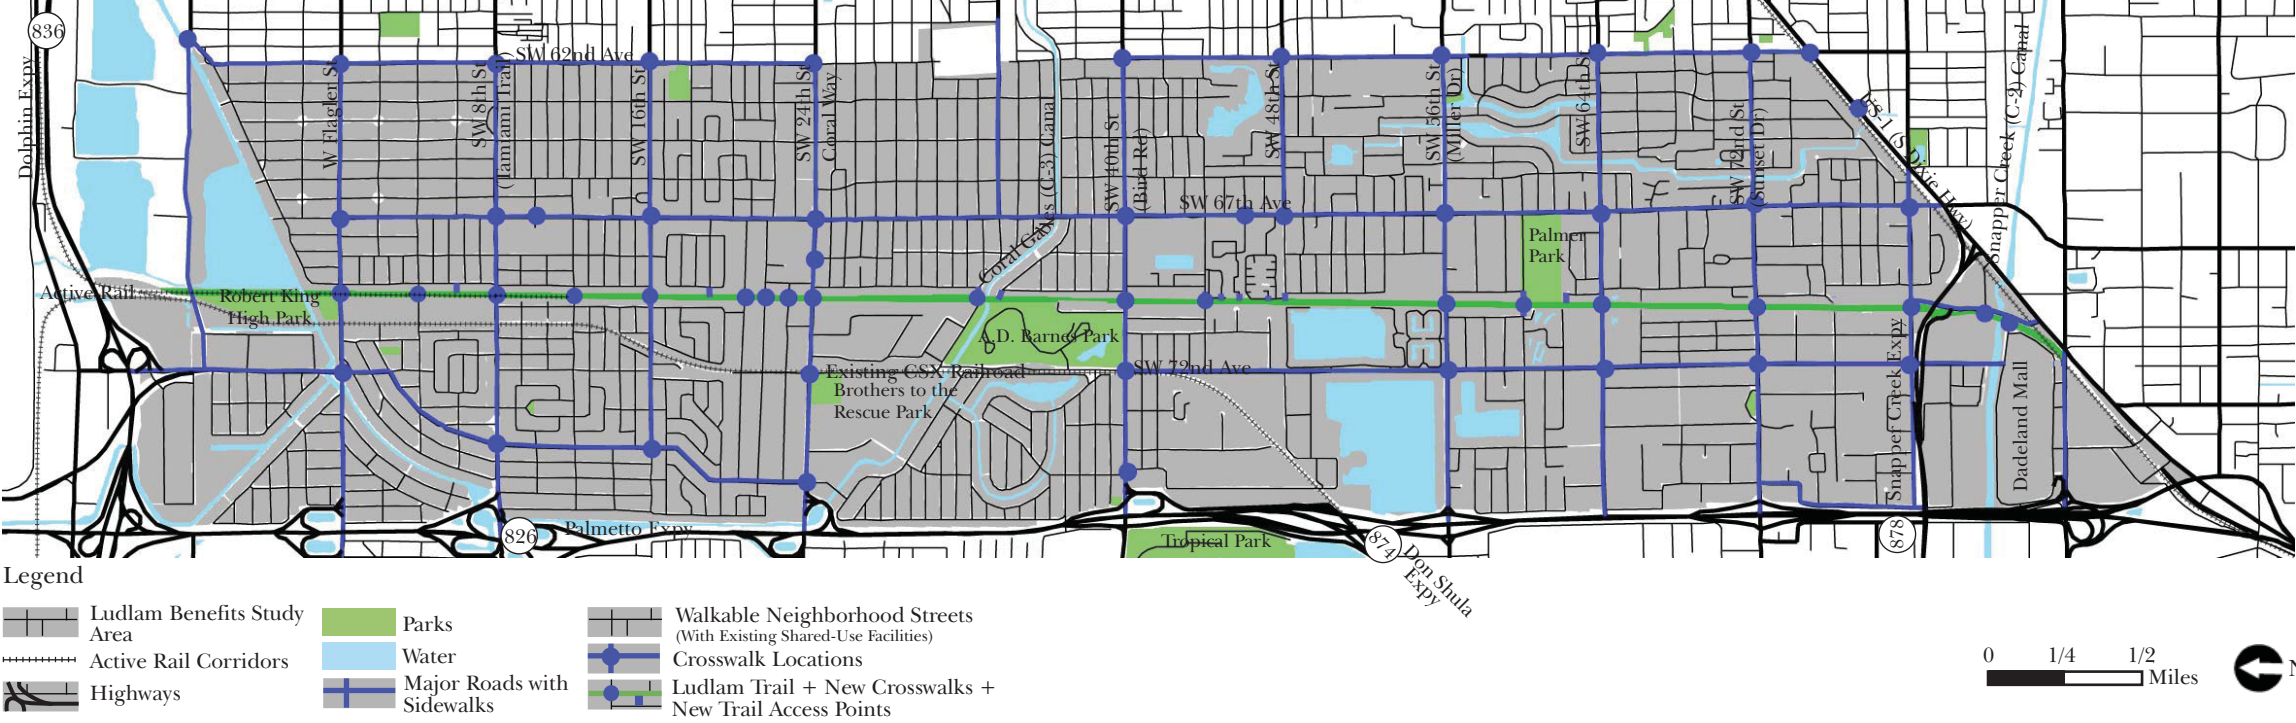 836
Dolphin Expy
SW 62nd Ave
W Flagler St
SW 8th St
(Tamiami Trail)
SW 16th St
SW 24th St
Coral Way
Coral Gables (C-3) Canal
SW 40th St
(Bird Rd)
SW 48th St
SW 56th St
(Miller Dr)
SW 64th St
SW 72nd St
(Sunset Dr)
US-1 (S Dixie Hwy)
Snapper Creek (C-2) Canal
SW 67th Ave
Palmer
Park
Active Rail
Robert King
High Park
A.D. Barnes Park
Existing CSX Railroad
SW 72nd Ave
Brothers to the
Rescue Park
Snapper Creek Expy
Dadeland Mall
826
Palmetto Expy
Tropical Park
874
Don Shula
Expy
878
Legend
Ludlam Benefits Study
Area
Active Rail Corridors
Highways
Parks
Water
Major Roads with
Sidewalks
Walkable Neighborhood Streets
(With Existing Shared-Use Facilities)
Crosswalk Locations
Ludlam Trail + New Crosswalks +
New Trail Access Points
0 1/4 1/2
Miles
N